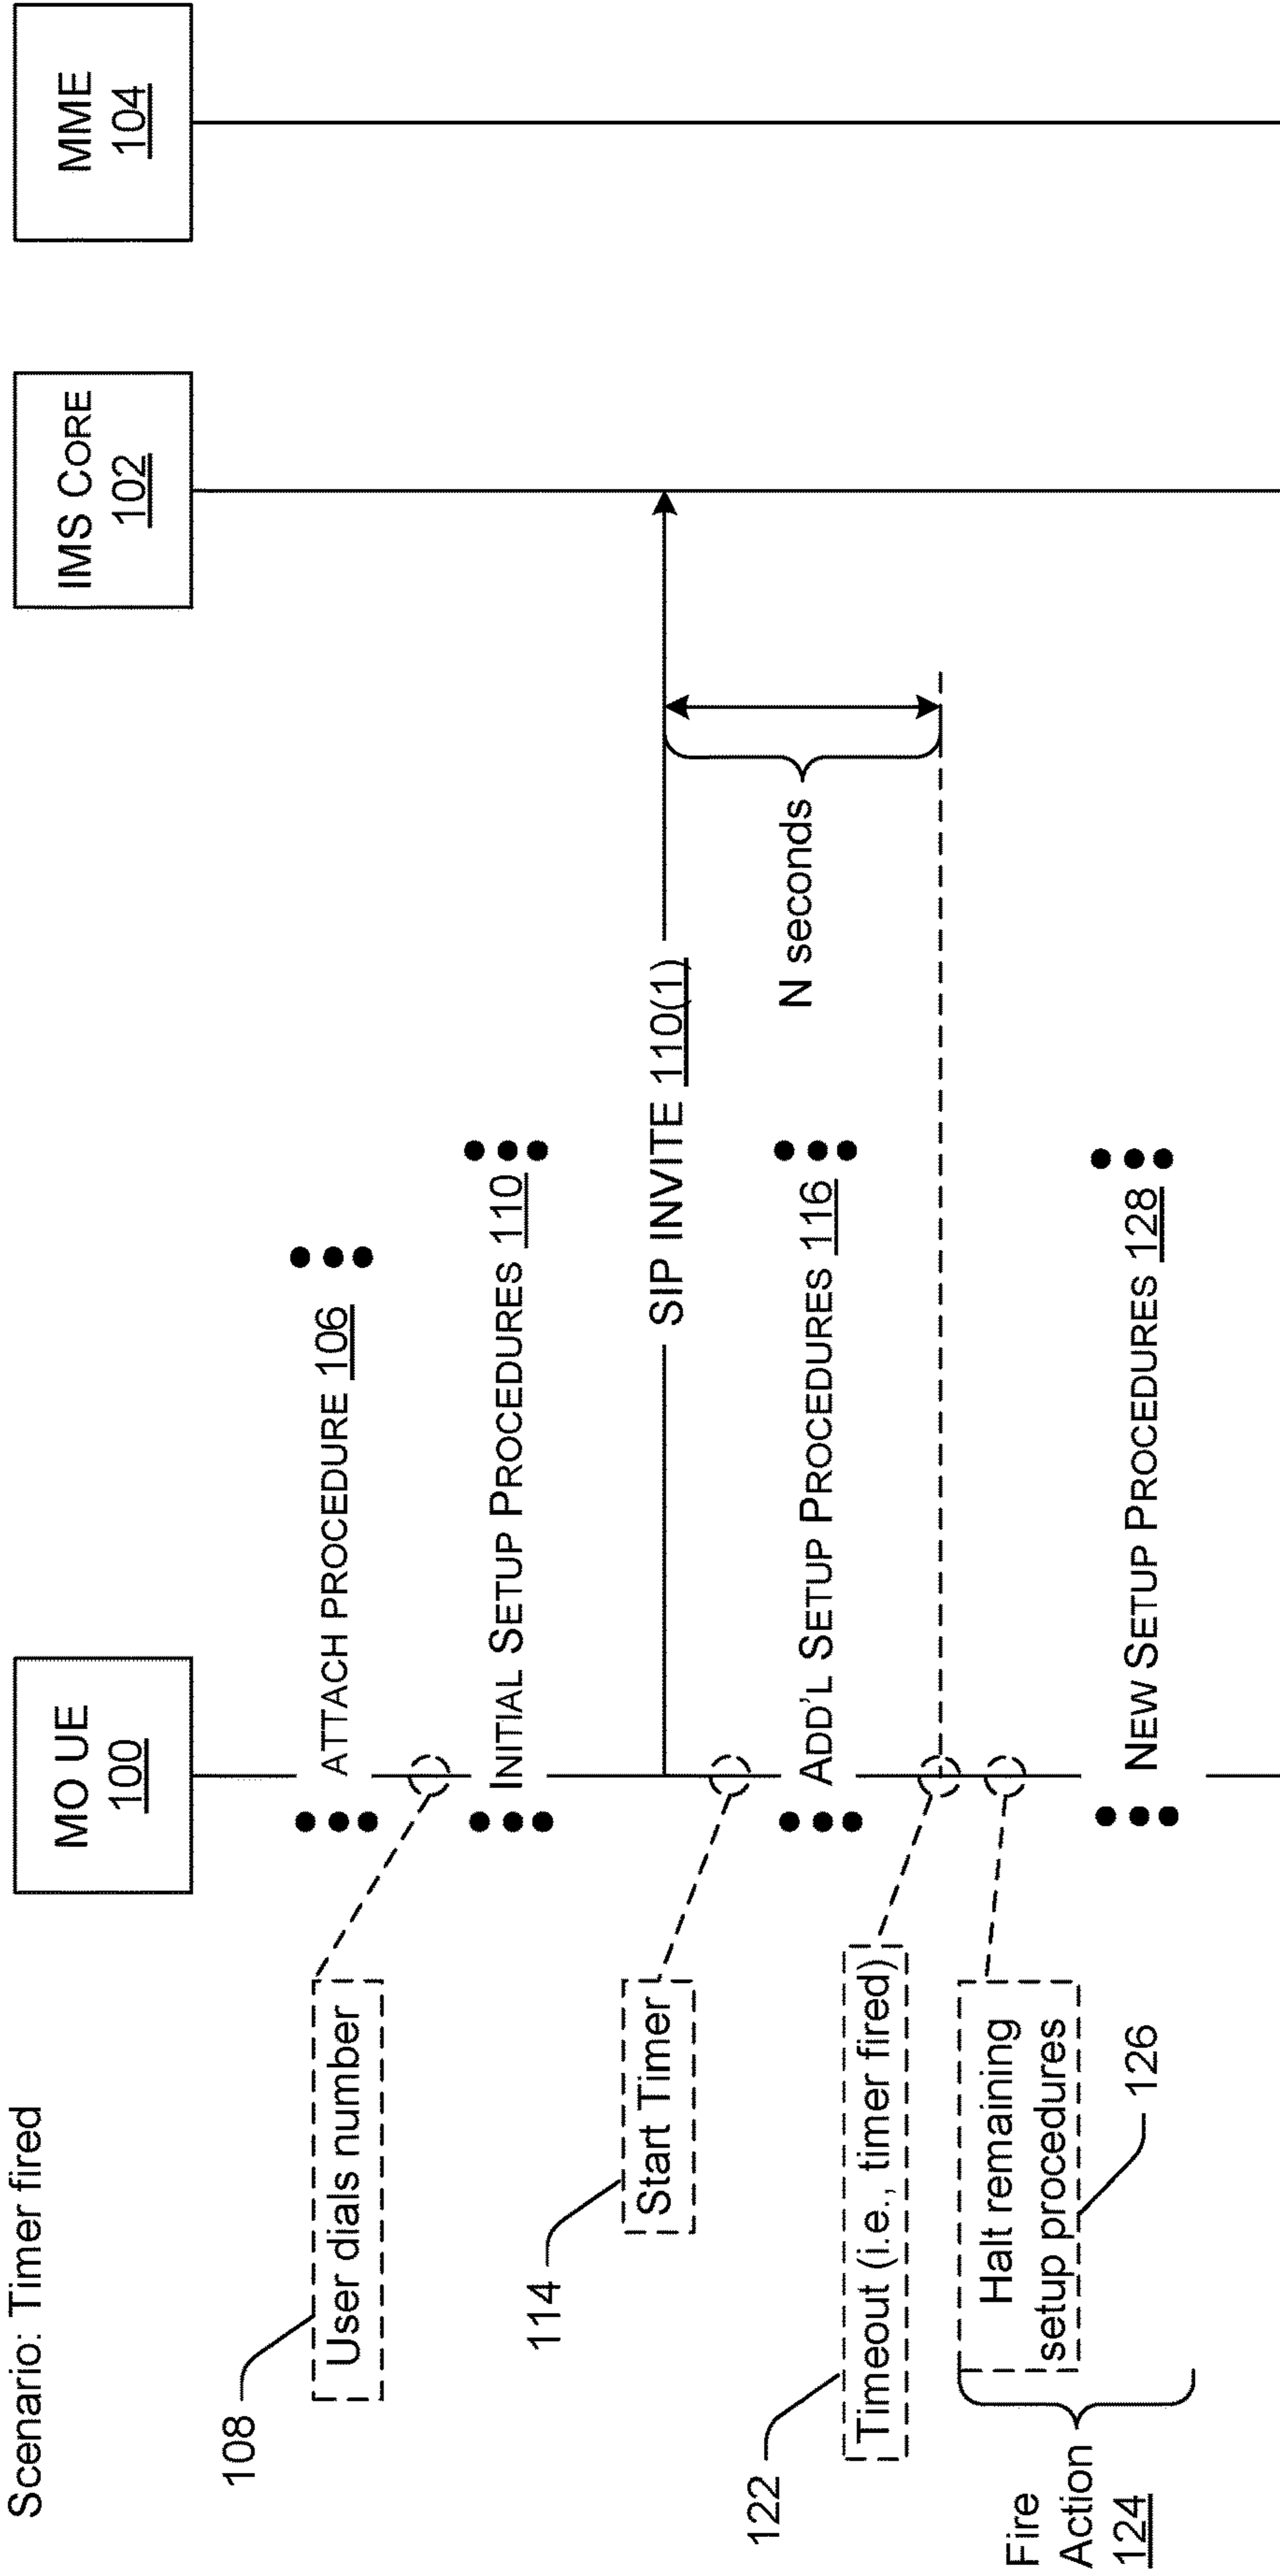 Scenario: Timer fired
MO UE
100
IMS CORE
102
MME
104
ATTACH PROCEDURE 106
108
User dials number
INITIAL SETUP PROCEDURES 110
SIP INVITE 110(1)
114
Start Timer
ADD'L SETUP PROCEDURES 116
N seconds
122
Timeout (i.e., timer fired)
Halt remaining
setup procedures
126
Fire
Action
124
NEW SETUP PROCEDURES 128